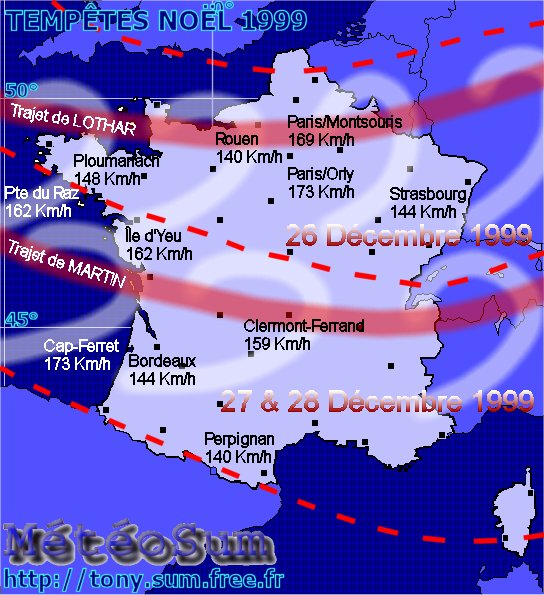 TEMPÊTES NOËL 1999
0°
50°
Trajet de LOTHAR
Paris/Montsouris
169 Km/h
Rouen
140 Km/h
Ploumanach
148 Km/h
Paris/Orly
173 Km/h
Pte du Raz
162 Km/h
Strasbourg
144 Km/h
Île d'Yeu
162 Km/h
26 Décembre 1999
Trajet de MARTIN
45°
Clermont-Ferrand
159 Km/h
Cap-Ferret
173 Km/h
Bordeaux
144 Km/h
27 & 28 Décembre 1999
Perpignan
140 Km/h
MétéoSum
http://tony.sum.free.fr